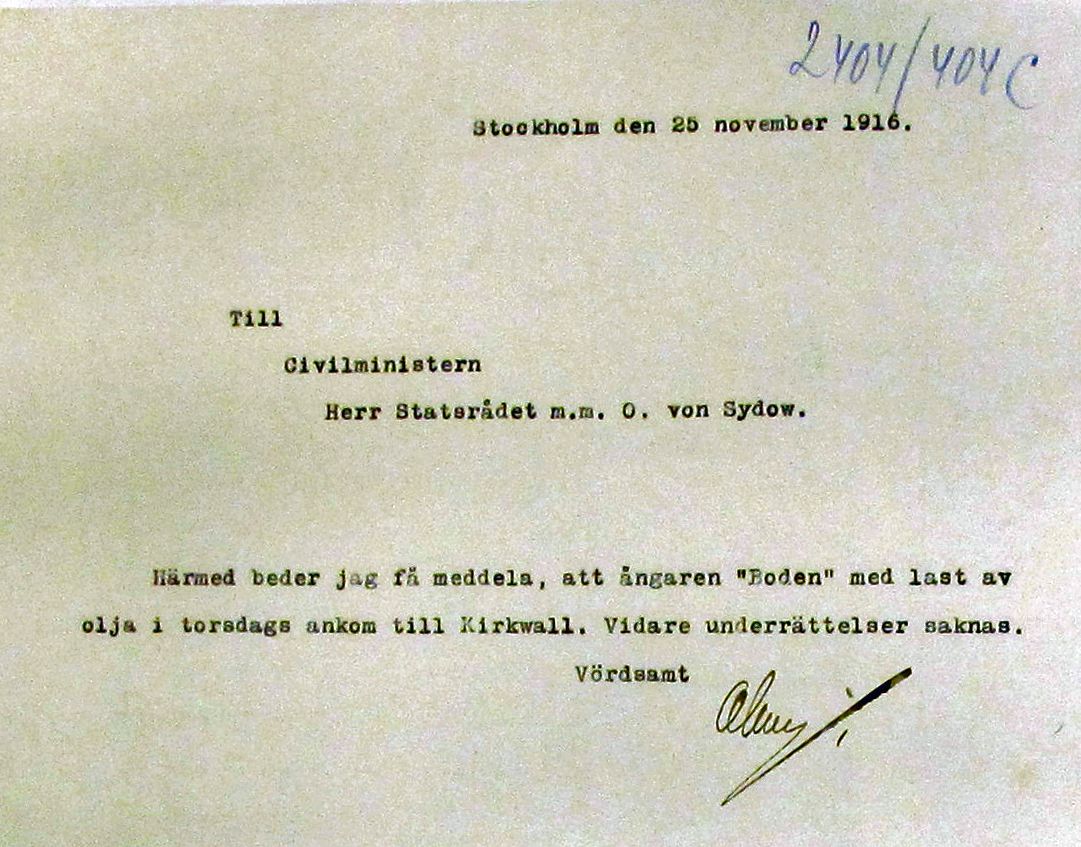 2404/404 C
Stockholm den 25 november 1916.
Till
Civilministern
Herr Statsrådet m.m. O. von Sydow.
Härmed beder jag få meddela, att ångaren "Boden" med last av
olja i torsdags ankom till Kirkwall. Vidare underrättelser saknas.
Vördsamt